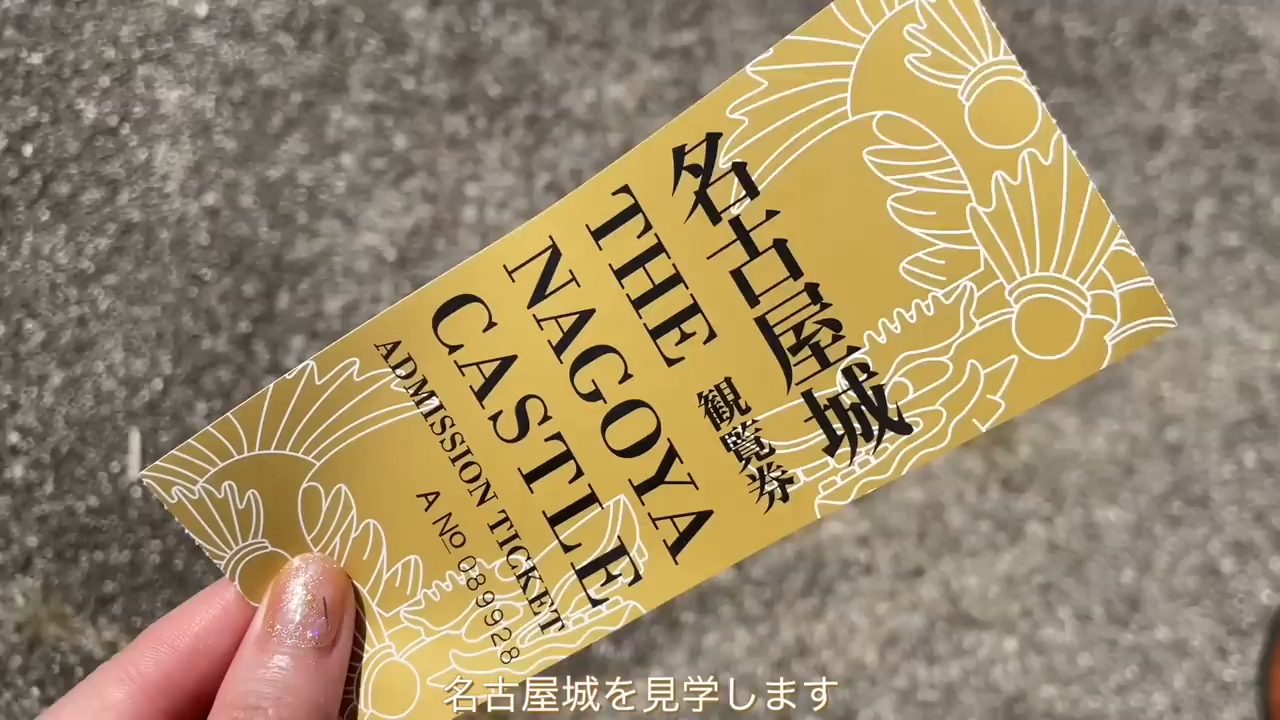 名古屋城
観覧券
THE
NAGOYA
CASTLE
ADMISSION TICKET
A No 089928
名古屋城を見学します